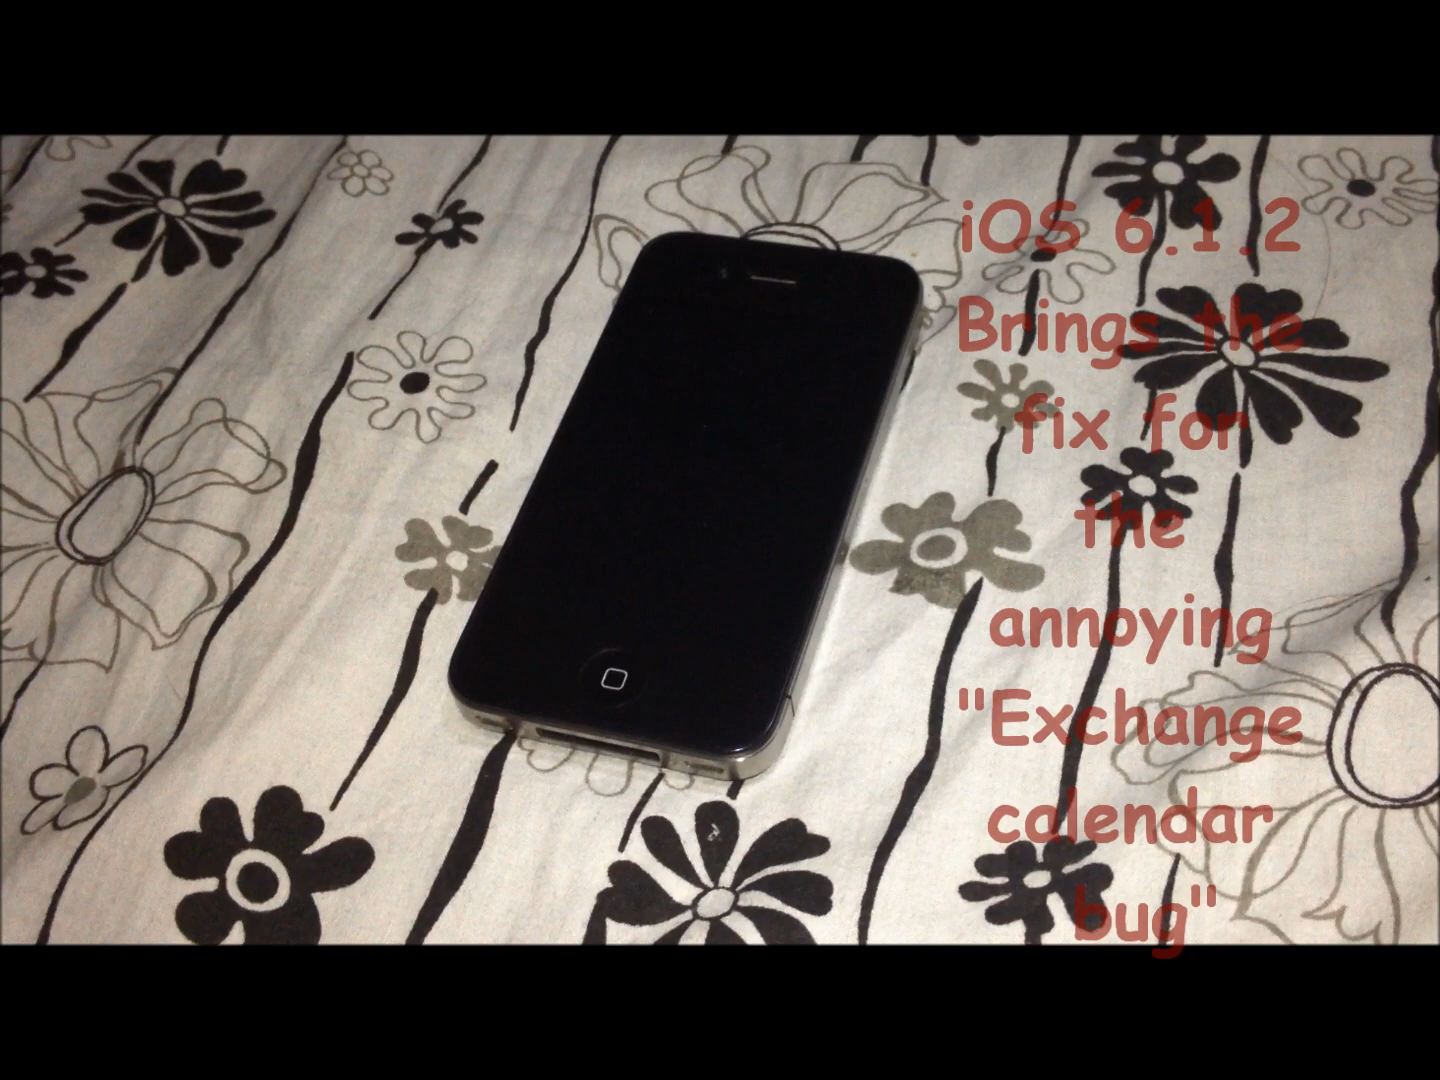 iOS 6.1.2
Brings the
fix for
the
annoying
"Exchange
calendar
bug"